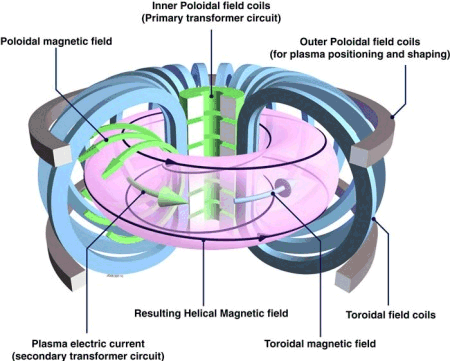 Inner Poloidal field coils
(Primary transformer circuit)
Poloidal magnetic field
Outer Poloidal field coils
(for plasma positioning and shaping)
Resulting Helical Magnetic field
Toroidal field coils
Plasma electric current
(secondary transformer circuit)
Toroidal magnetic field